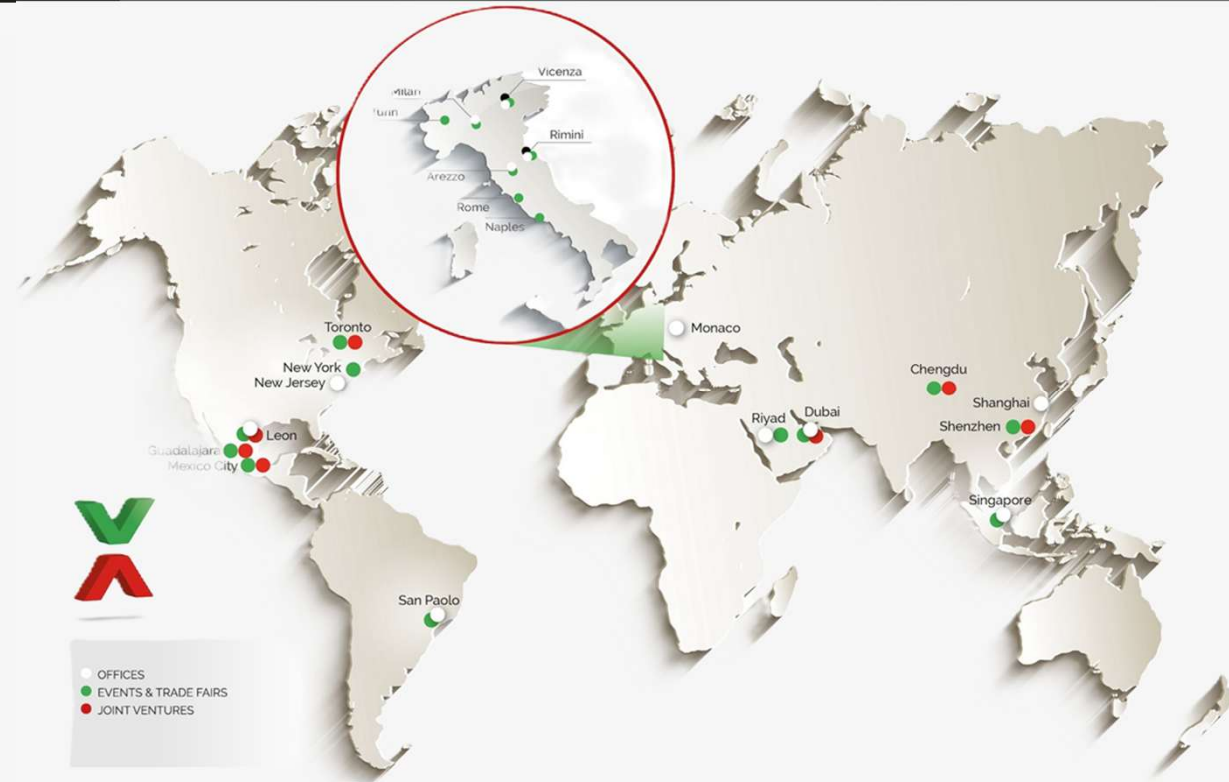 Vicenza
Milan
Rimini
Arezzo
Rome
Naples
Toronto
Monaco
New York
New Jersey
Chengdu
Shanghai
Riyad
Dubai
Shenzhen
Leon
Guadalajara
Mexico City
Singapore
San Paolo
OFFICES
EVENTS & TRADE FAIRS
JOINT VENTURES